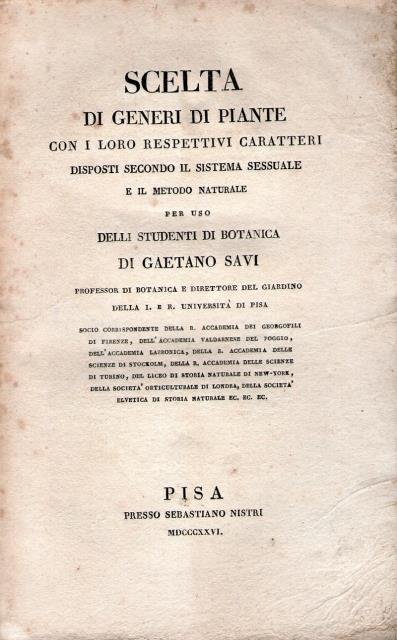 SCELTA
DI GENERI DI PIANTE
CON I LORO RESPETTIVI CARATTERI
DISPOSTI SECONDO IL SISTEMA SESSUALE
E IL METODO NATURALE
PER USO
DELLI STUDENTI DI BOTANICA
DI GAETANO SAVI
PROFESSOR DI BOTANICA E DIRETTORE DEL GIARDINO
DELLA I. E R. UNIVERSITÀ DI PISA
SOCIO CORRISPONDENTE DELLA R. ACCADEMIA DEI GEORGOFILI
DI FIRENZE, DELL'ACCADEMIA VALDARNESE DEL POGGIO,
DELL'ACCADEMIA LABRONICA, DELLA R. ACCADEMIA DELLE
SCIENZE DI STOCKOLM, DELLA R. ACCADEMIA DELLE SCIENZE
DI TURINO, DEL LICEO DI STORIA NATURALE DI NEW-YORK,
DELLA SOCIETA' ORTICULTURALE DI LONDRA, DELLA SOCIETA'
ELVETICA DI STORIA NATURALE EC. EC. EC.
PISA
PRESSO SEBASTIANO NISTRI
MDCCCXXVI.